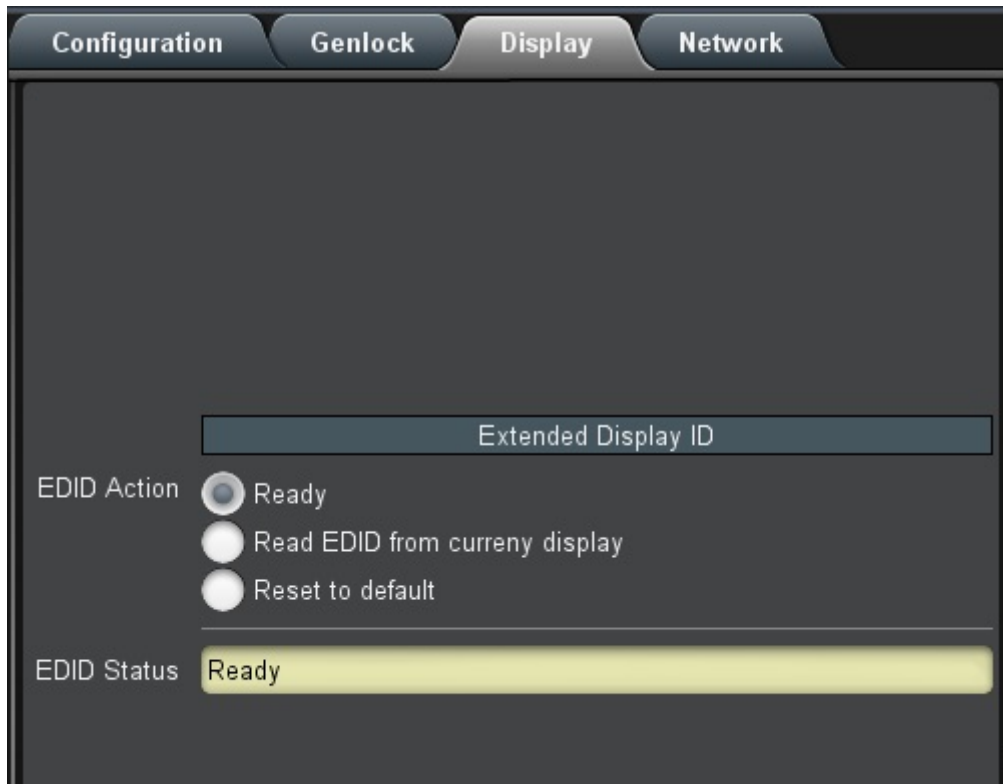 Configuration Genlock Display Network
Extended Display ID
EDID Action Ready
Read EDID from curreny display
Reset to default
EDID Status Ready